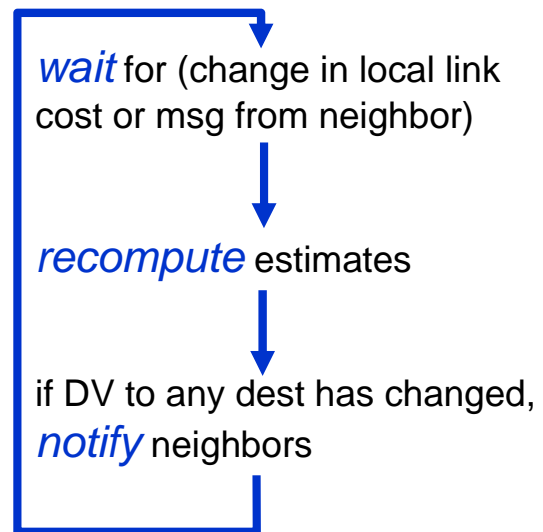 wait for (change in local link
cost or msg from neighbor)
recompute estimates
if DV to any dest has changed,
notify neighbors